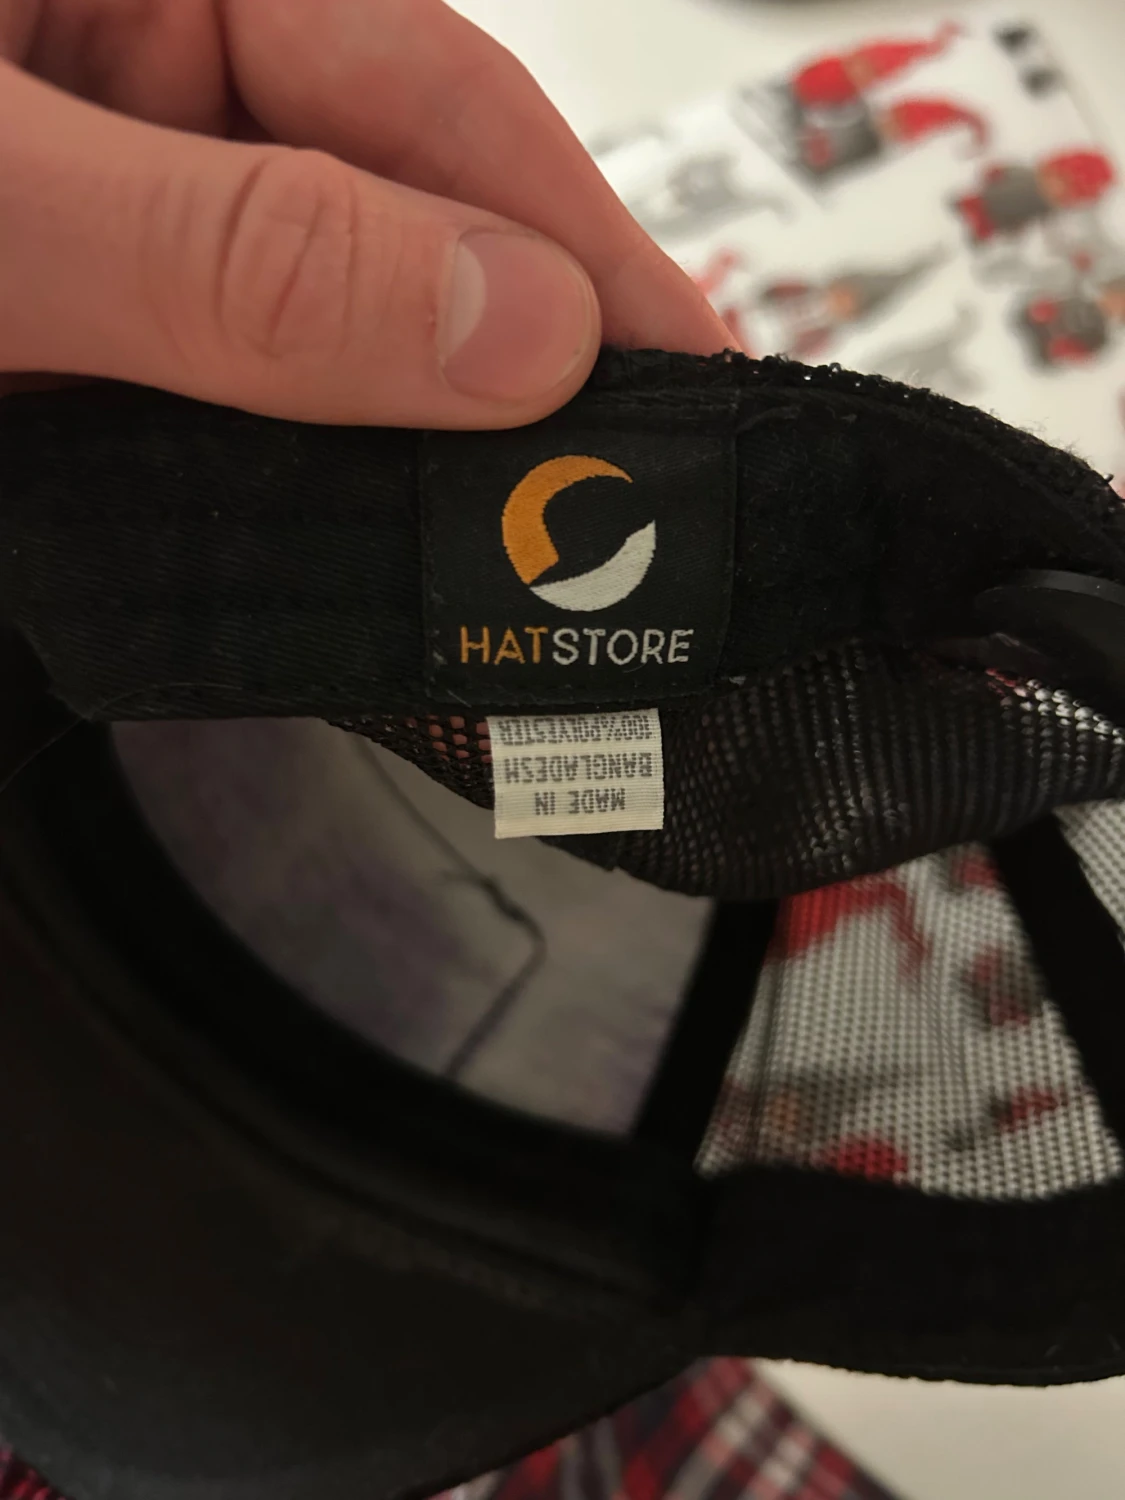 HATSTORE
MADE IN
BANGLADESH
100%POLYESTER